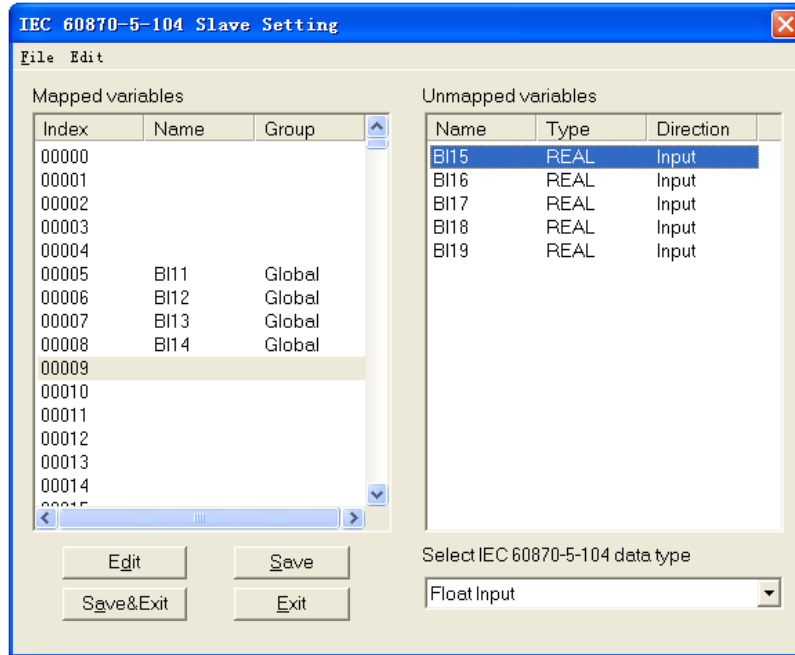 IEC 60870-5-104 Slave Setting
File Edit
Mapped variables
Index Name Group
00000
00001
00002
00003
00004
00005 BI11 Global
00006 BI12 Global
00007 BI13 Global
00008 BI14 Global
00009
00010
00011
00012
00013
00014
Edit Save
Save&Exit Exit
Unmapped variables
Name Type Direction
BI15 REAL Input
BI16 REAL Input
BI17 REAL Input
BI18 REAL Input
BI19 REAL Input
Select IEC 60870-5-104 data type
Float Input